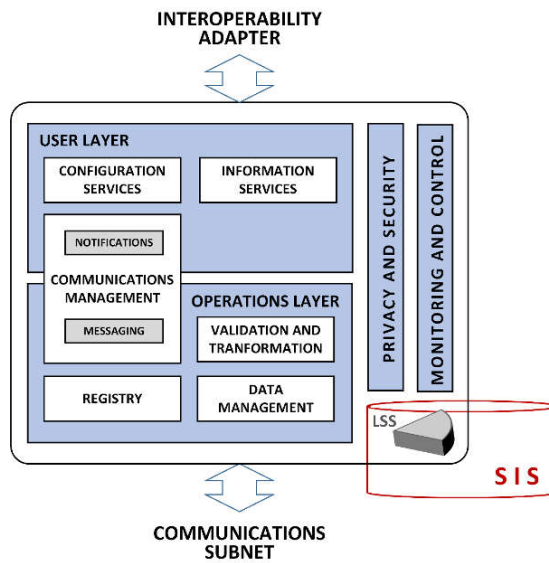 INTEROPERABILITY
ADAPTER
USER LAYER
CONFIGURATION
SERVICES
INFORMATION
SERVICES
NOTIFICATIONS
COMMUNICATIONS
MANAGEMENT
MESSAGING
OPERATIONS LAYER
VALIDATION AND
TRANFORMATION
REGISTRY
DATA
MANAGEMENT
PRIVACY AND SECURITY
MONITORING AND CONTROL
LSS
SIS
COMMUNICATIONS
SUBNET